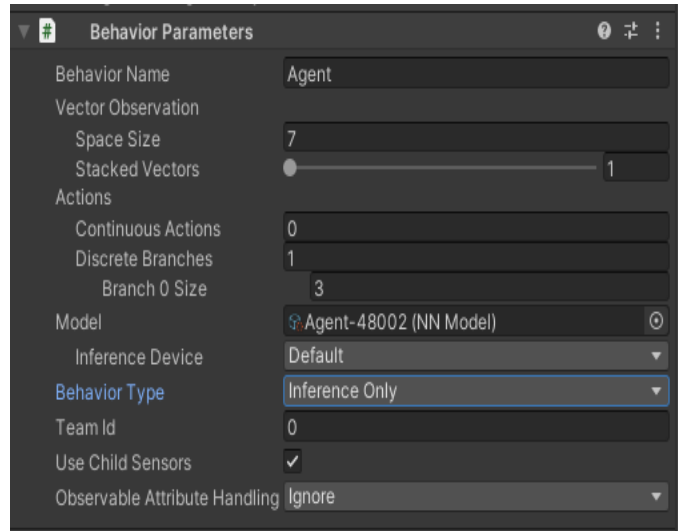 # Behavior Parameters
Behavior Name Agent
Vector Observation
Space Size 7
Stacked Vectors 1
Actions
Continuous Actions 0
Discrete Branches 1
Branch 0 Size 3
Model Agent-48002 (NN Model)
Inference Device Default
Behavior Type Inference Only
Team Id 0
Use Child Sensors
Observable Attribute Handling Ignore